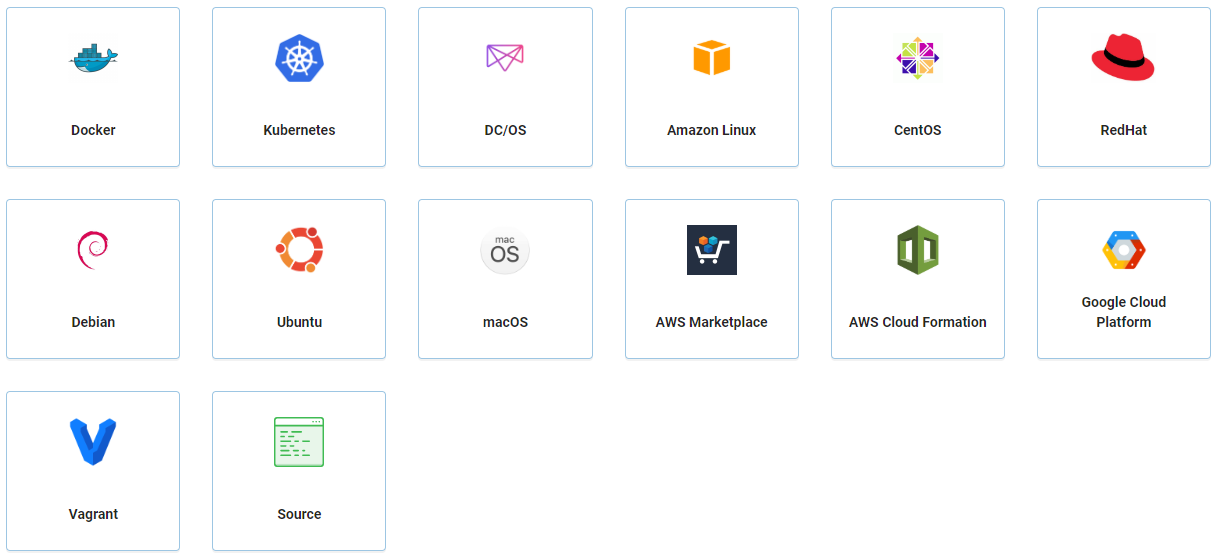 Docker
Kubernetes
DC/OS
Amazon Linux
CentOS
RedHat
Debian
Ubuntu
mac
OS
macOS
AWS Marketplace
AWS Cloud Formation
Google Cloud
Platform
Vagrant
Source